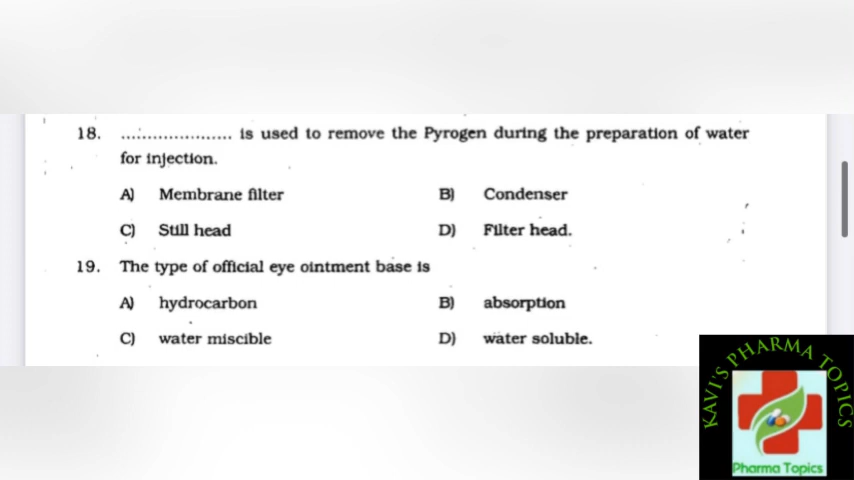 18. ..................... is used to remove the Pyrogen during the preparation of water
for injection.
A) Membrane filter B) Condenser
C) Still head D) Filter head.
19. The type of official eye ointment base is
A) hydrocarbon B) absorption
C) water miscible D) water soluble.
KAVI'S PHARMA TOPICS
Pharma Topics